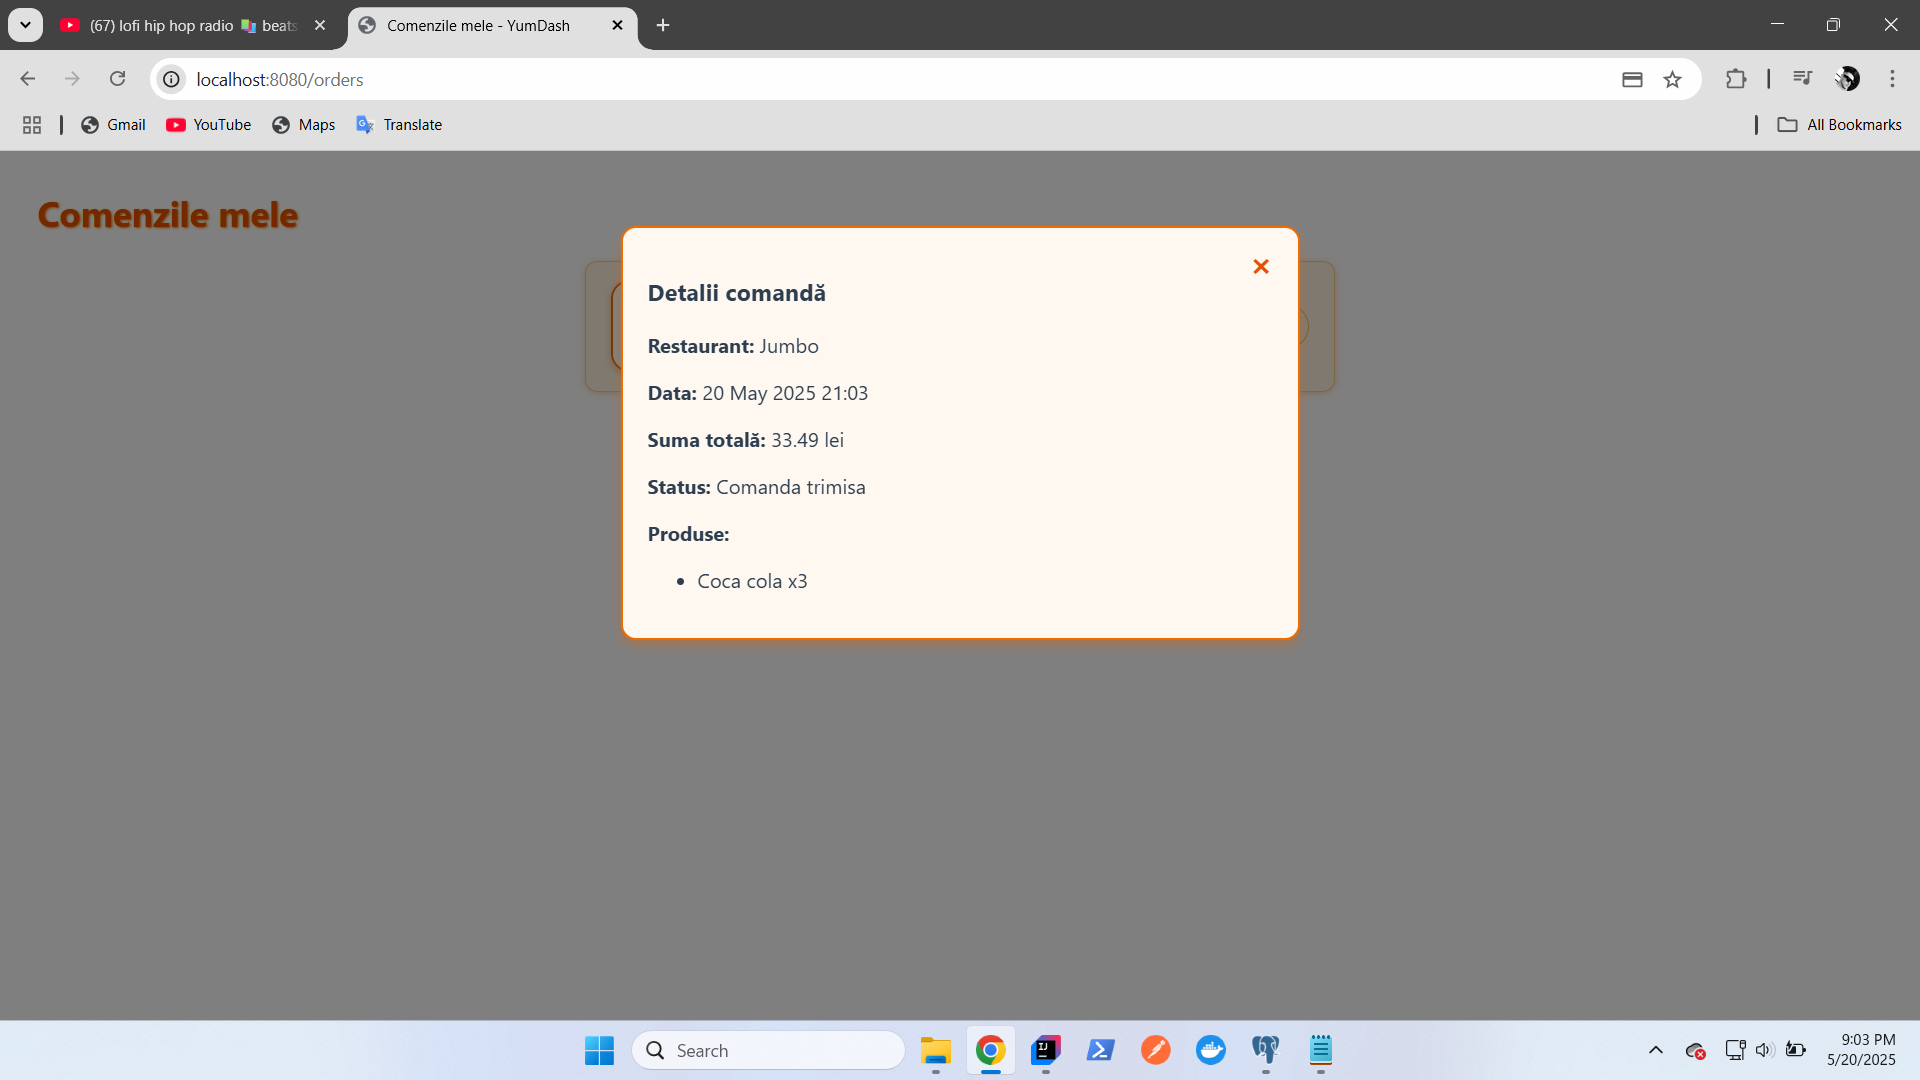 (67) lofi hip hop radio 📚 beats
Comenzile mele - YumDash
localhost:8080/orders
Gmail
YouTube
Maps
Translate
All Bookmarks
Comenzile mele
Detalii comandă
Restaurant: Jumbo
Data: 20 May 2025 21:03
Suma totală: 33.49 lei
Status: Comanda trimisa
Produse:
• Coca cola x3
Search
9:03 PM
5/20/2025